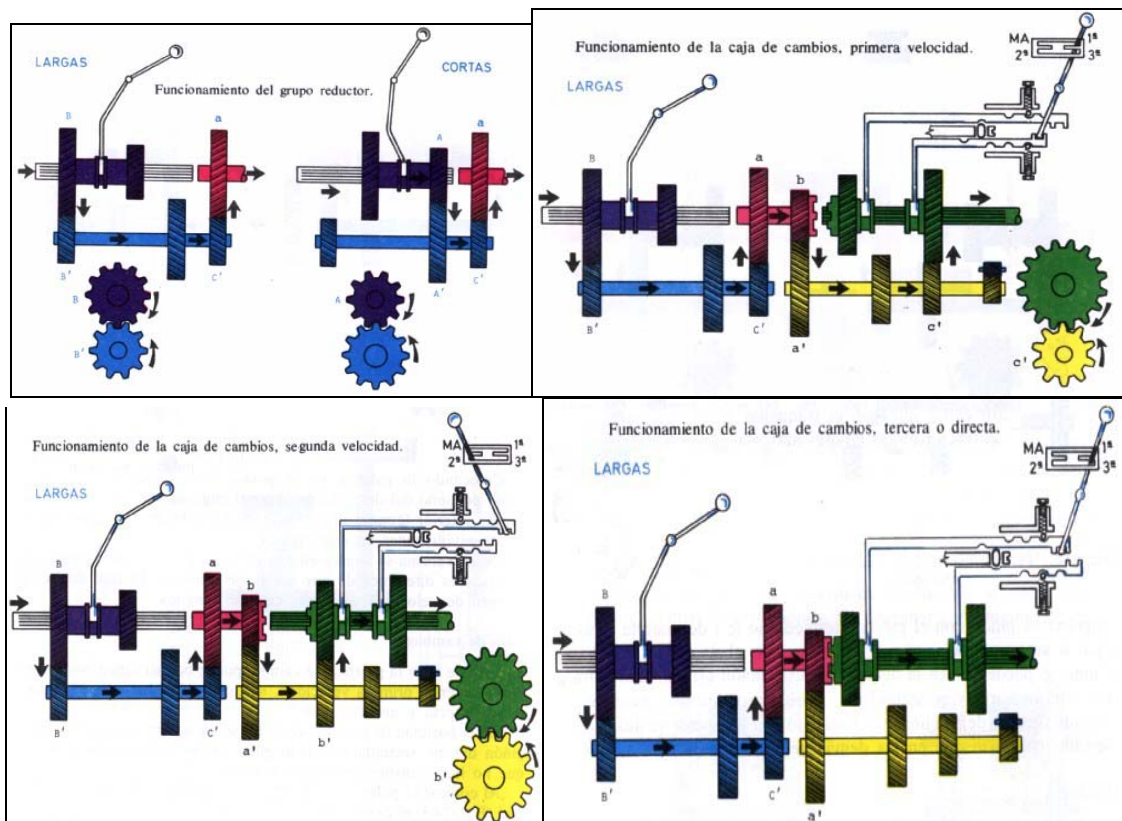 LARGAS
CORTAS
Funcionamiento del grupo reductor.
B
a
A
a
B'
C'
A'
C'
B
A
B'
A'
Funcionamiento de la caja de cambios, primera velocidad.
MA 1ª
2ª 3ª
LARGAS
B
a
b
B'
C'
a'
c'
c'
Funcionamiento de la caja de cambios, segunda velocidad.
MA 1ª
2ª 3ª
LARGAS
B
a
b
B'
C'
a'
b'
b'
Funcionamiento de la caja de cambios, tercera o directa.
MA 1ª
2ª 3ª
LARGAS
B
a
b
B'
C'
a'